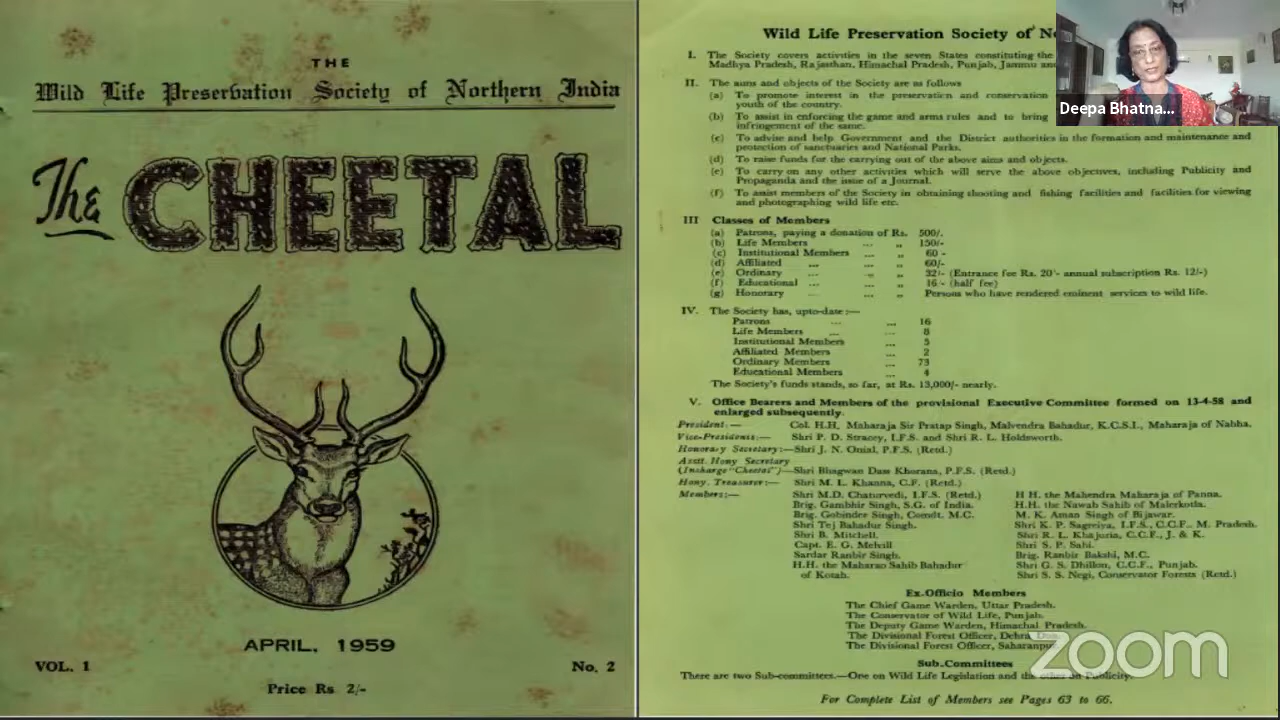 THE
Wild Life Preservation Society of Northern India
The CHEETAL
APRIL, 1959
VOL. 1
No. 2
Price Rs 2/-
Wild Life Preservation Society of
I. The Society covers activities in the seven States constituting the
Madhya Pradesh, Rajasthan, Himachal Pradesh, Punjab, Jammu
II. The aims and objects of the Society are as follows
(a) To promote interest in the preservation and conservation
youth of the country.
(b) To assist in enforcing the game and arms rules and to bring
infringement of the same.
(c) To advise and help Government and the District authorities in the formation and maintenance and
protection of sanctuaries and National Parks.
(d) To raise funds for the carrying out of the above aims and objects.
(e) To carry on any other activities which will serve the above objectives, including Publicity and
Propaganda and the issue of a Journal.
(f) To assist members of the Society in obtaining shooting and fishing facilities and facilities for viewing
and photographing wild life etc.
III Classes of Members
(a) Patrons, paying a donation of Rs. 500/.
(b) Life Members ... ,, 150/-
(c) Institutional Members ... ,, 60 -
(d) Affiliated ,, ... ,, 60/-
(e) Ordinary ,, ... ,, 32/- (Entrance fee Rs. 20'- annual subscription Rs. 12/-)
(f) Educational ,, ... ,, 16/- (half fee)
(g) Honorary ... ,, Persons who have rendered eminent services to wild life.
IV. The Society has, upto-date :—
Patrons ... ... 16
Life Members ... ... 8
Institutional Members ... 5
Affiliated Members ... 2
Ordinary Members ... 73
Educational Members ... 4
The Society's funds stands, so far, at Rs. 13,000/- nearly.
V. Office Bearers and Members of the provisional Executive Committee formed on 13-4-58 and
enlarged subsequently.
President:— Col. H.H, Maharaja Sir Pratap Singh, Malvendra Bahadur, K.C.S.I., Maharaja of Nabha.
Vice-Presidents:— Shri P. D. Stracey, I.F.S. and Shri R. L. Holdsworth.
Honorary Secretary:—Shri J. N. Onial, P.F.S. (Retd.)
Asstt. Hony Secretary
(Incharge "Cheetal")—Shri Bhagwan Dass Khorana, P.F.S. (Retd.)
Hony. Treasurer:— Shri M. L. Khanna, C.F. (Retd.)
Members:— Shri M.D. Chaturvedi, I.F.S. (Retd.) H H. the Mahendra Maharaja of Panna.
Brig. Gambhir Singh, S.G. of India. H.H. the Nawab Sahib of Malerkotla.
Brig. Gobinder Singh, Comdt. M.C. M. K. Aman Singh of Bijawar.
Shri Tej Bahadur Singh. Shri K. P. Sagreiya, I.F.S., C.C.F., M. Pradesh.
Shri B. Mitchell. Shri R. L. Khajuria, C.C.F., J. & K.
Capt. E. G. Melvill Shri S. P. Sahi.
Sardar Ranbir Singh. Brig. Ranbir Bakshi, M.C.
H.H. the Maharao Sahib Bahadur Shri G. S. Dhillon, C.C.F., Punjab.
of Kotah. Shri S. S. Negi, Conservator Forests (Retd.)
Ex.Officio Members
The Chief Game Warden, Uttar Pradesh.
The Conservator of Wild Life, Punjab.
The Deputy Game Warden, Himachal Pradesh.
The Divisional Forest Officer, Dehra
The Divisional Forest Officer, Saharanpur
Sub.Committees
There are two Sub-committees.—One on Wild Life Legislation and the other on Publicity.
For Complete List of Members see Pages 63 to 66.
Deepa Bhatna...
zoom